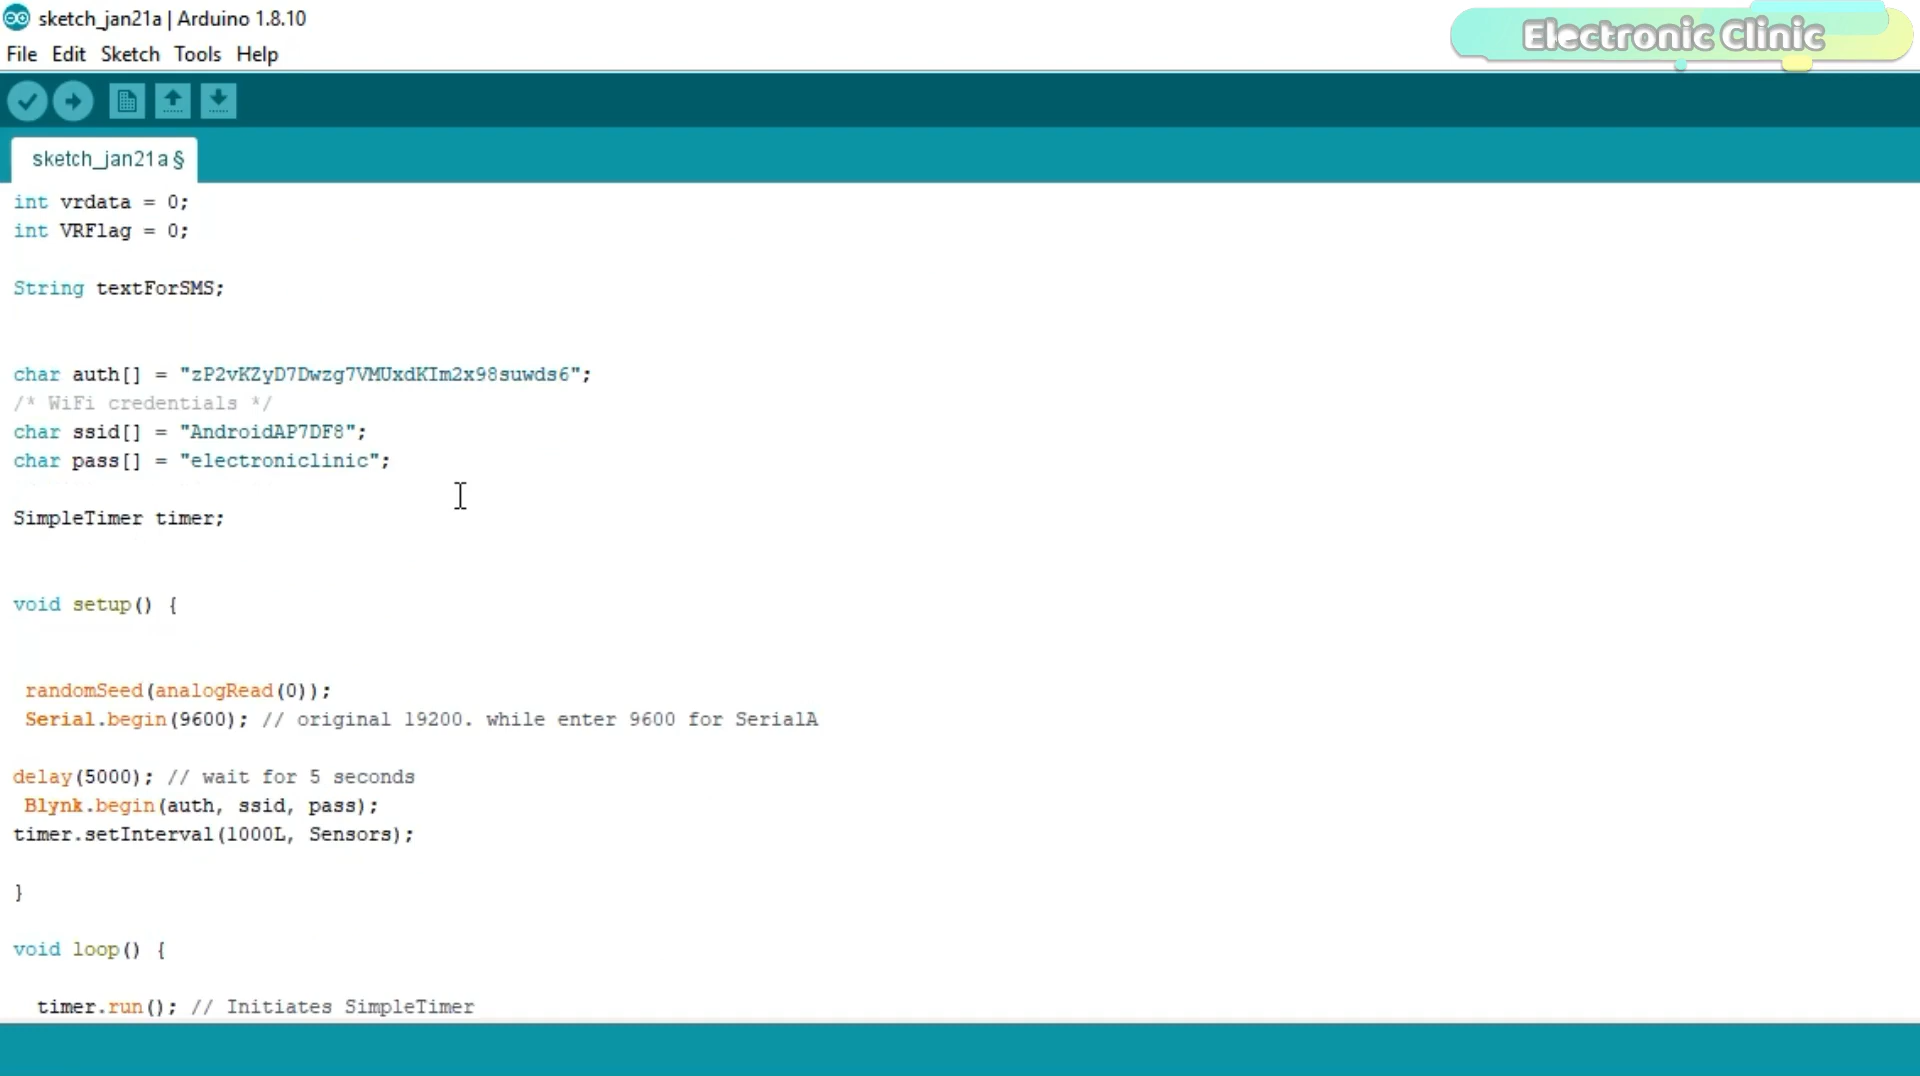 sketch_jan21a | Arduino 1.8.10
Electronic Clinic
File Edit Sketch Tools Help
sketch_jan21a §
int vrdata = 0;
int VRFlag = 0;
String textForSMS;
char auth[] = "zP2vKZyD7Dwzg7VMUxdKIm2x98suwds6";
/* WiFi credentials */
char ssid[] = "AndroidAP7DF8";
char pass[] = "electroniclinic";
SimpleTimer timer;
void setup() {
randomSeed(analogRead(0));
Serial.begin(9600); // original 19200. while enter 9600 for SerialA
delay(5000); // wait for 5 seconds
Blynk.begin(auth, ssid, pass);
timer.setInterval(1000L, Sensors);
}
void loop() {
timer.run(); // Initiates SimpleTimer